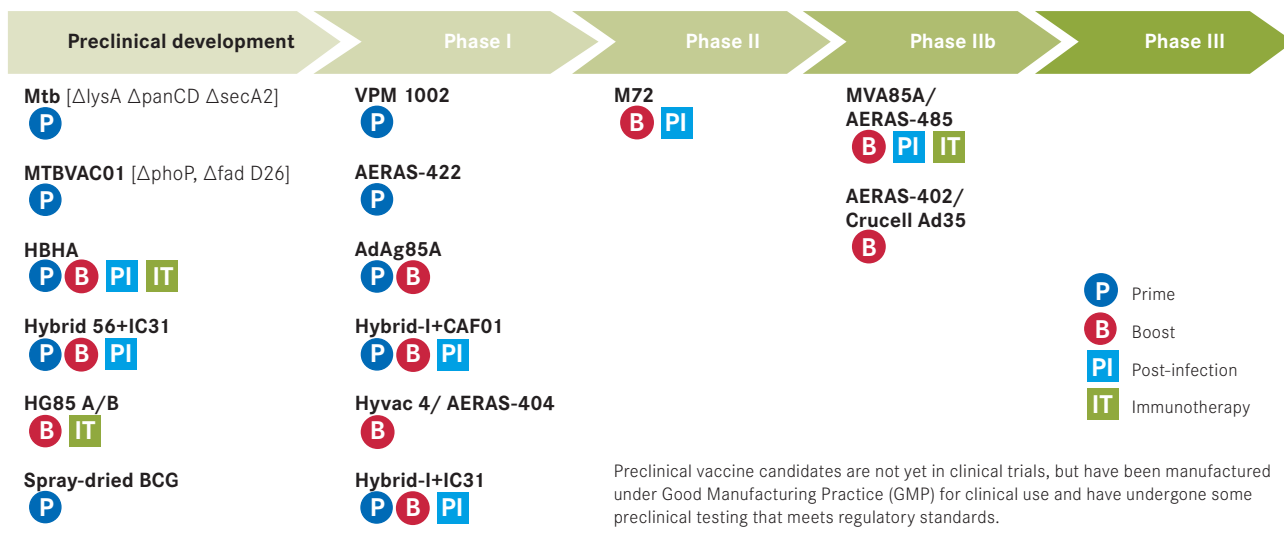 Preclinical development
Phase I
Phase II
Phase IIb
Phase III
Mtb [ΔlysA ΔpanCD ΔsecA2]
P
MTBVAC01 [ΔphoP, Δfad D26]
P
HBHA
P B PI IT
Hybrid 56+IC31
P B PI
HG85 A/B
B IT
Spray-dried BCG
P
VPM 1002
P
AERAS-422
P
AdAg85A
P B
Hybrid-I+CAF01
P B PI
Hyvac 4/ AERAS-404
B
Hybrid-I+IC31
P B PI
M72
B PI
MVA85A/
AERAS-485
B PI IT
AERAS-402/
Crucell Ad35
B
P Prime
B Boost
PI Post-infection
IT Immunotherapy
Preclinical vaccine candidates are not yet in clinical trials, but have been manufactured
under Good Manufacturing Practice (GMP) for clinical use and have undergone some
preclinical testing that meets regulatory standards.